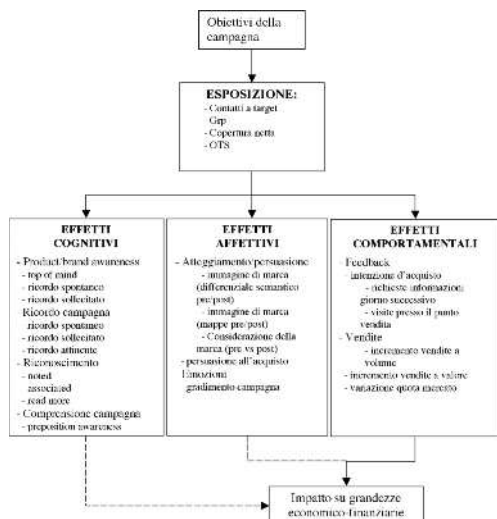 Obiettivi della
campagna
ESPOSIZIONE:
- Contatti a target
Grp
- Copertura netta
- OTS
EFFETTI
COGNITIVI
- Product/brand awareness
- top of mind
- ricordo spontaneo
- ricordo sollecitato
Ricordo campagna
- ricordo spontaneo
- ricordo sollecitato
- ricordo attinente
- Riconoscimento
- noted
associated
- read more
- Comprensione campagna
- preposition awareness
EFFETTI
AFFETTIVI
- Atteggiamento/persuasione
- immagine di marca
(differenziale semantico
pre/post)
- immagine di marca
(mappe pre/post)
- Considerazione della
marca (pre vs post)
- persuasione all'acquisto
Emozioni
gradimento campagna
EFFETTI
COMPORTAMENTALI
- Feedback
- intenzione d'acquisto
- richieste informazioni
giorno successivo
- visite presso il punto
vendita
- Vendite
- incremento vendite a
volume
- incremento vendite a valore
- variazione quota mercato
Impatto su grandezze
economico-finanziarie